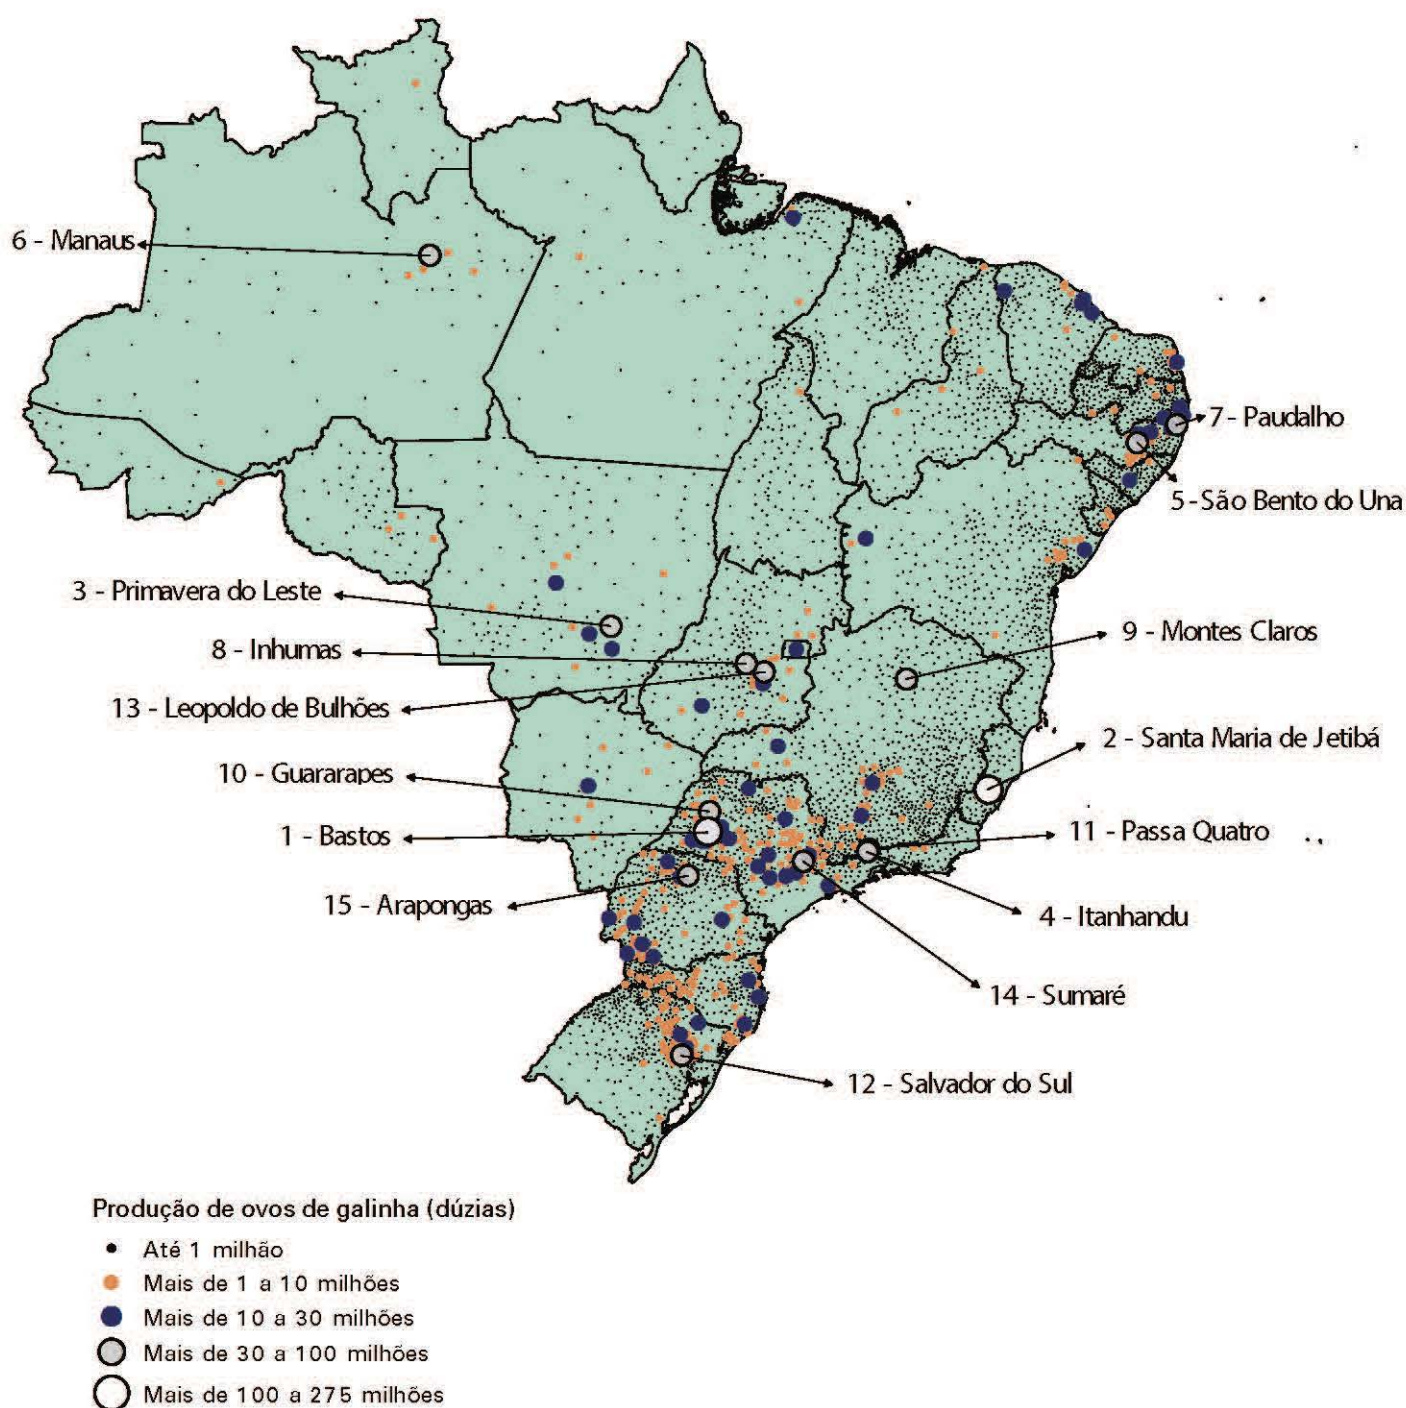 6 - Manaus
7 - Paudalho
5 -São Bento do Una
3 - Primavera do Leste
8 - Inhumas
9 - Montes Claros
13 - Leopoldo de Bulhões
2 - Santa Maria de Jetibá
10 - Guararapes
1 - Bastos
11 - Passa Quatro
15 - Arapongas
4 - Itanhandu
14 - Sumaré
12 - Salvador do Sul
Produção de ovos de galinha (dúzias)
Até 1 milhão
Mais de 1 a 10 milhões
Mais de 10 a 30 milhões
Mais de 30 a 100 milhões
Mais de 100 a 275 milhões